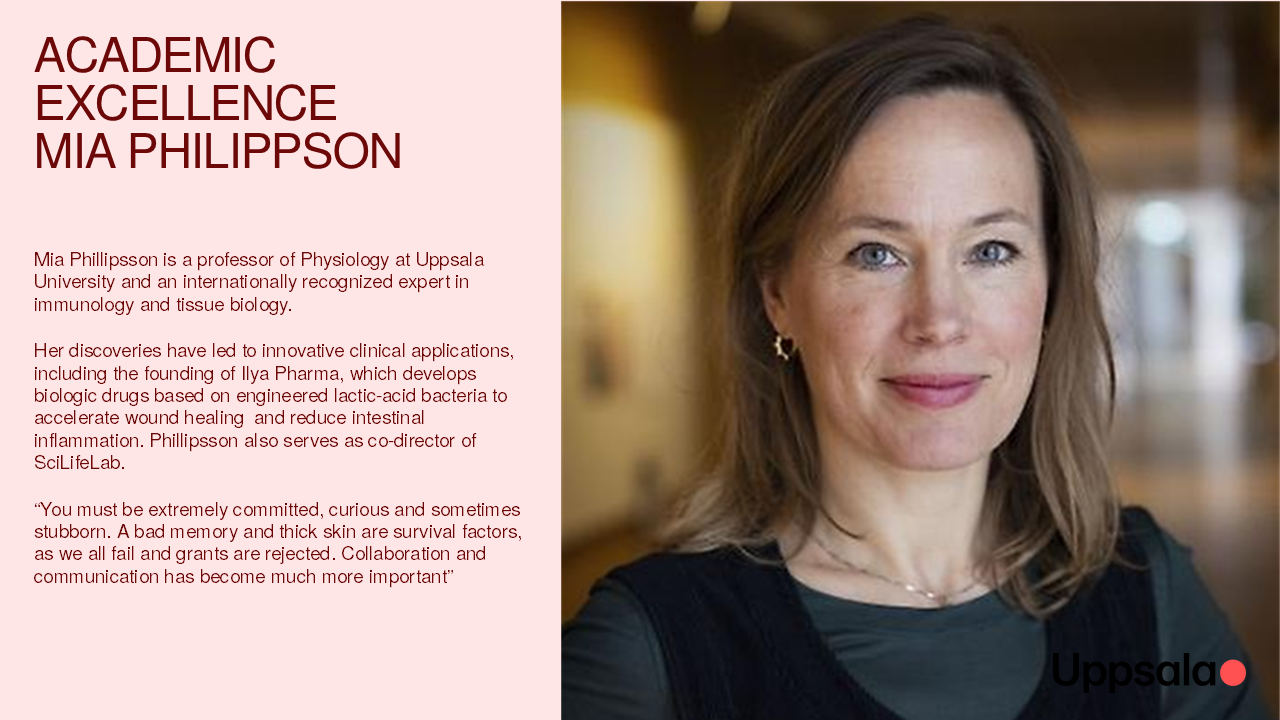 ACADEMIC
EXCELLENCE
MIA PHILIPPSON
Mia Phillipsson is a professor of Physiology at Uppsala
University and an internationally recognized expert in
immunology and tissue biology.
Her discoveries have led to innovative clinical applications,
including the founding of Ilya Pharma, which develops
biologic drugs based on engineered lactic-acid bacteria to
accelerate wound healing  and reduce intestinal
inflammation. Phillipsson also serves as co-director of
SciLifeLab.
“You must be extremely committed, curious and sometimes
stubborn. A bad memory and thick skin are survival factors,
as we all fail and grants are rejected. Collaboration and
communication has become much more important”
Uppsala